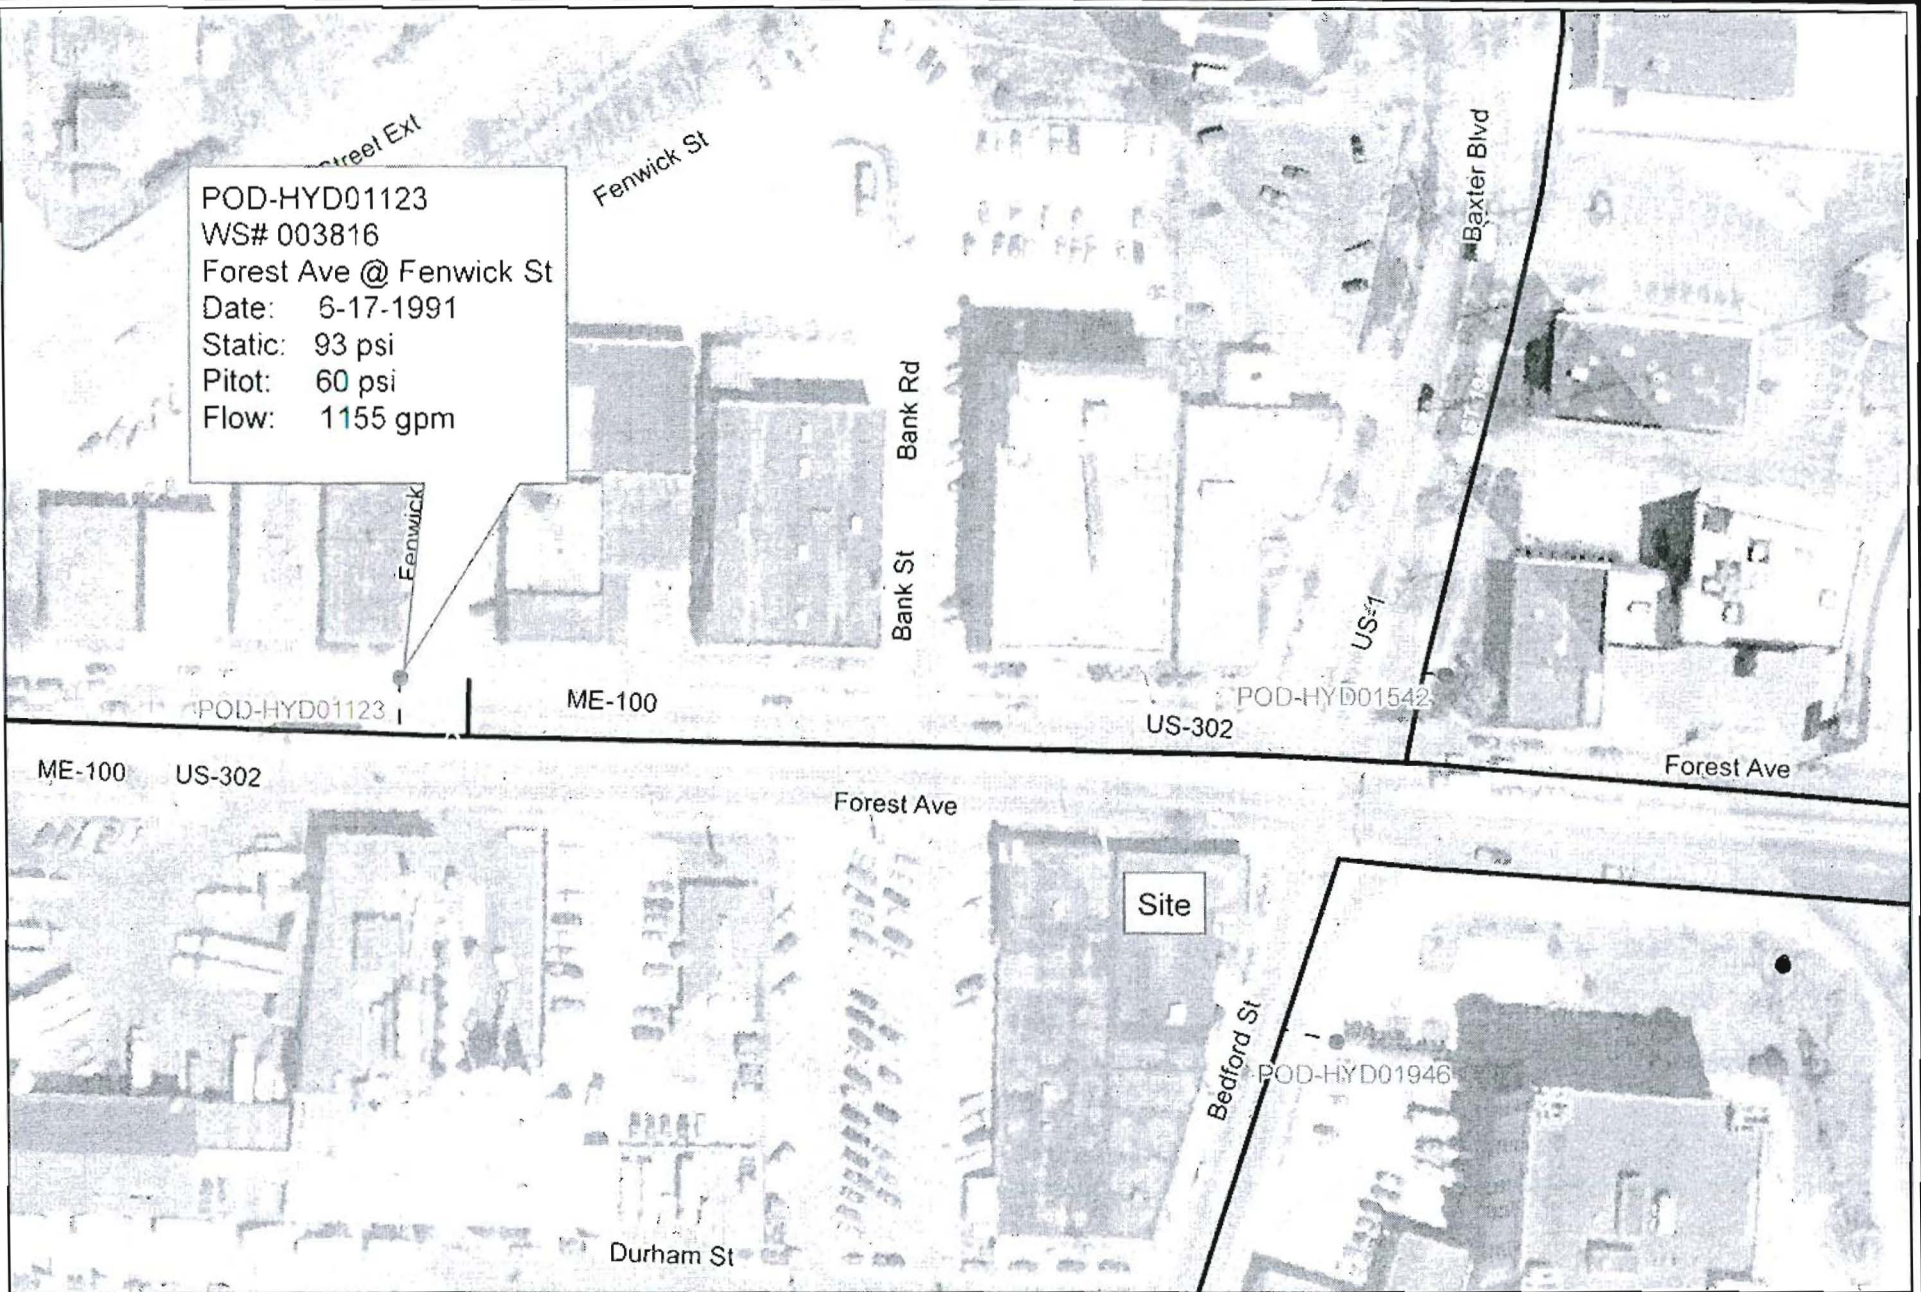 Street Ext
Fenwick St
Baxter Blvd
POD-HYD01123
WS# 003816
Forest Ave @ Fenwick St
Date: 6-17-1991
Static: 93 psi
Pitot: 60 psi
Flow: 1155 gpm
Bank Rd
Fenwick
Bank St
US-1
POD-HYD01123
ME-100
POD-HYD01542
US-302
ME-100 US-302
Forest Ave
Forest Ave
Site
Bedford St
POD-HYD01946
Durham St